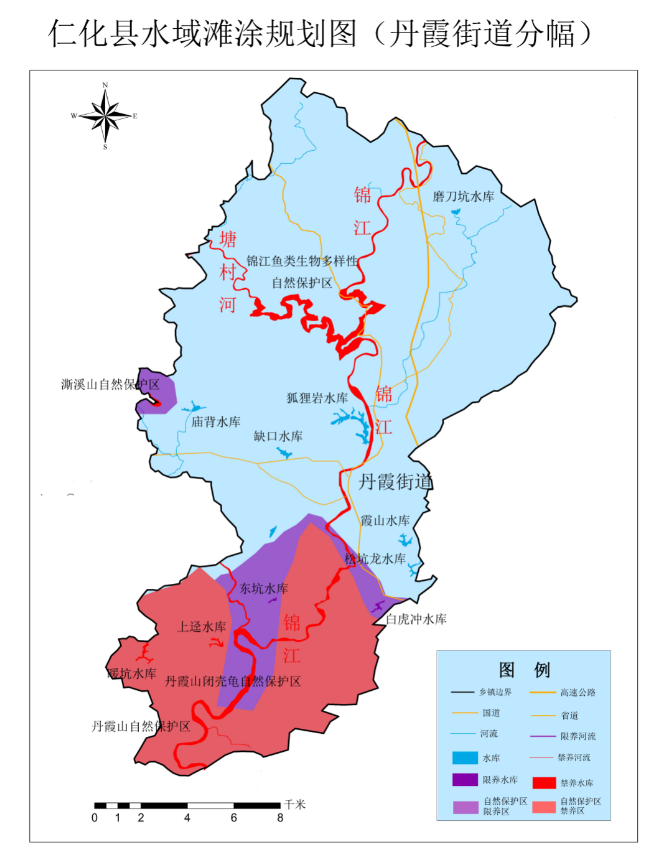 仁化县水域滩涂规划图（丹霞街道分幅）
N
W
E
S
磨刀坑水库
锦江
塘村河
锦江鱼类生物多样性
自然保护区
澌溪山自然保护区
狐狸岩水库
锦江
庙背水库
缺口水库
丹霞街道
霞山水库
松坑龙水库
东坑水库
白虎冲水库
上迳水库
锦江
暖坑水库
丹霞山闭壳龟自然保护区
丹霞山自然保护区
图 例
乡镇边界
高速公路
国道
省道
河流
限养河流
水库
禁养河流
限养水库
禁养水库
自然保护区
限养区
自然保护区
禁养区
千米
0 1 2 4 6 8